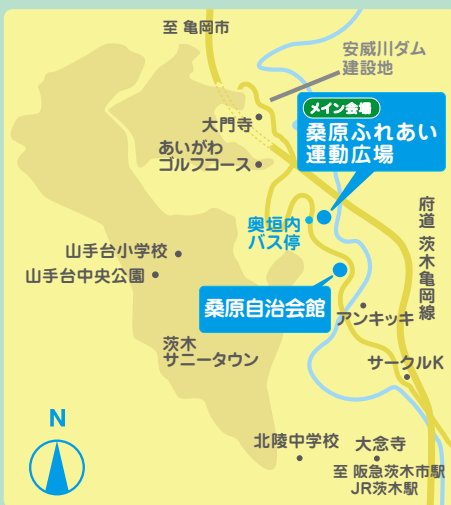 至 亀岡市
安威川ダム
建設地
メイン会場
桑原ふれあい
運動広場
大門寺
あいがわ
ゴルフコース
奥垣内
バス停
府道 茨木亀岡線
山手台小学校
山手台中央公園
桑原自治会館
アンキッキ
茨木
サニータウン
サークルK
N
北陵中学校
大念寺
至 阪急茨木市駅
JR茨木駅